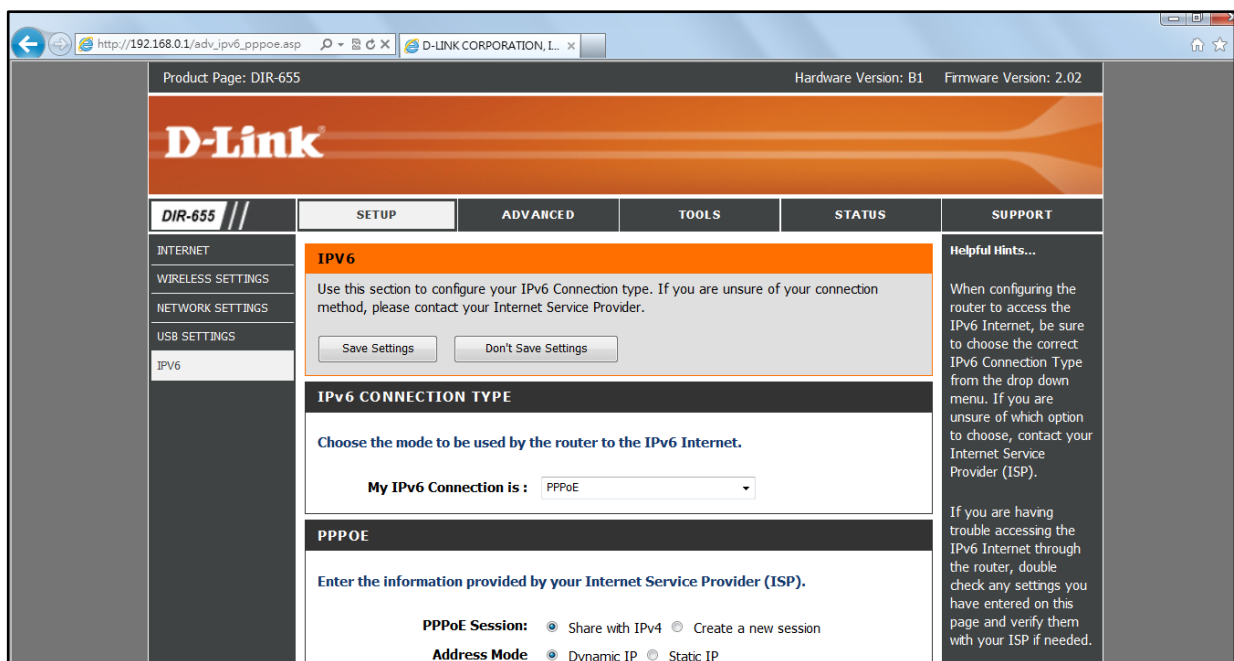 http://192.168.0.1/adv_ipv6_pppoe.asp
D-LINK CORPORATION, I...
Product Page: DIR-655
Hardware Version: B1
Firmware Version: 2.02
D-Link®
DIR-655
SETUP
ADVANCED
TOOLS
STATUS
SUPPORT
INTERNET
WIRELESS SETTINGS
NETWORK SETTINGS
USB SETTINGS
IPV6
IPV6
Use this section to configure your IPv6 Connection type. If you are unsure of your connection
method, please contact your Internet Service Provider.
Save Settings
Don't Save Settings
IPv6 CONNECTION TYPE
Choose the mode to be used by the router to the IPv6 Internet.
My IPv6 Connection is : PPPoE
PPPOE
Enter the information provided by your Internet Service Provider (ISP).
PPPoE Session: Share with IPv4 Create a new session
Address Mode Dynamic IP Static IP
Helpful Hints...
When configuring the
router to access the
IPv6 Internet, be sure
to choose the correct
IPv6 Connection Type
from the drop down
menu. If you are
unsure of which option
to choose, contact your
Internet Service
Provider (ISP).
If you are having
trouble accessing the
IPv6 Internet through
the router, double
check any settings you
have entered on this
page and verify them
with your ISP if needed.